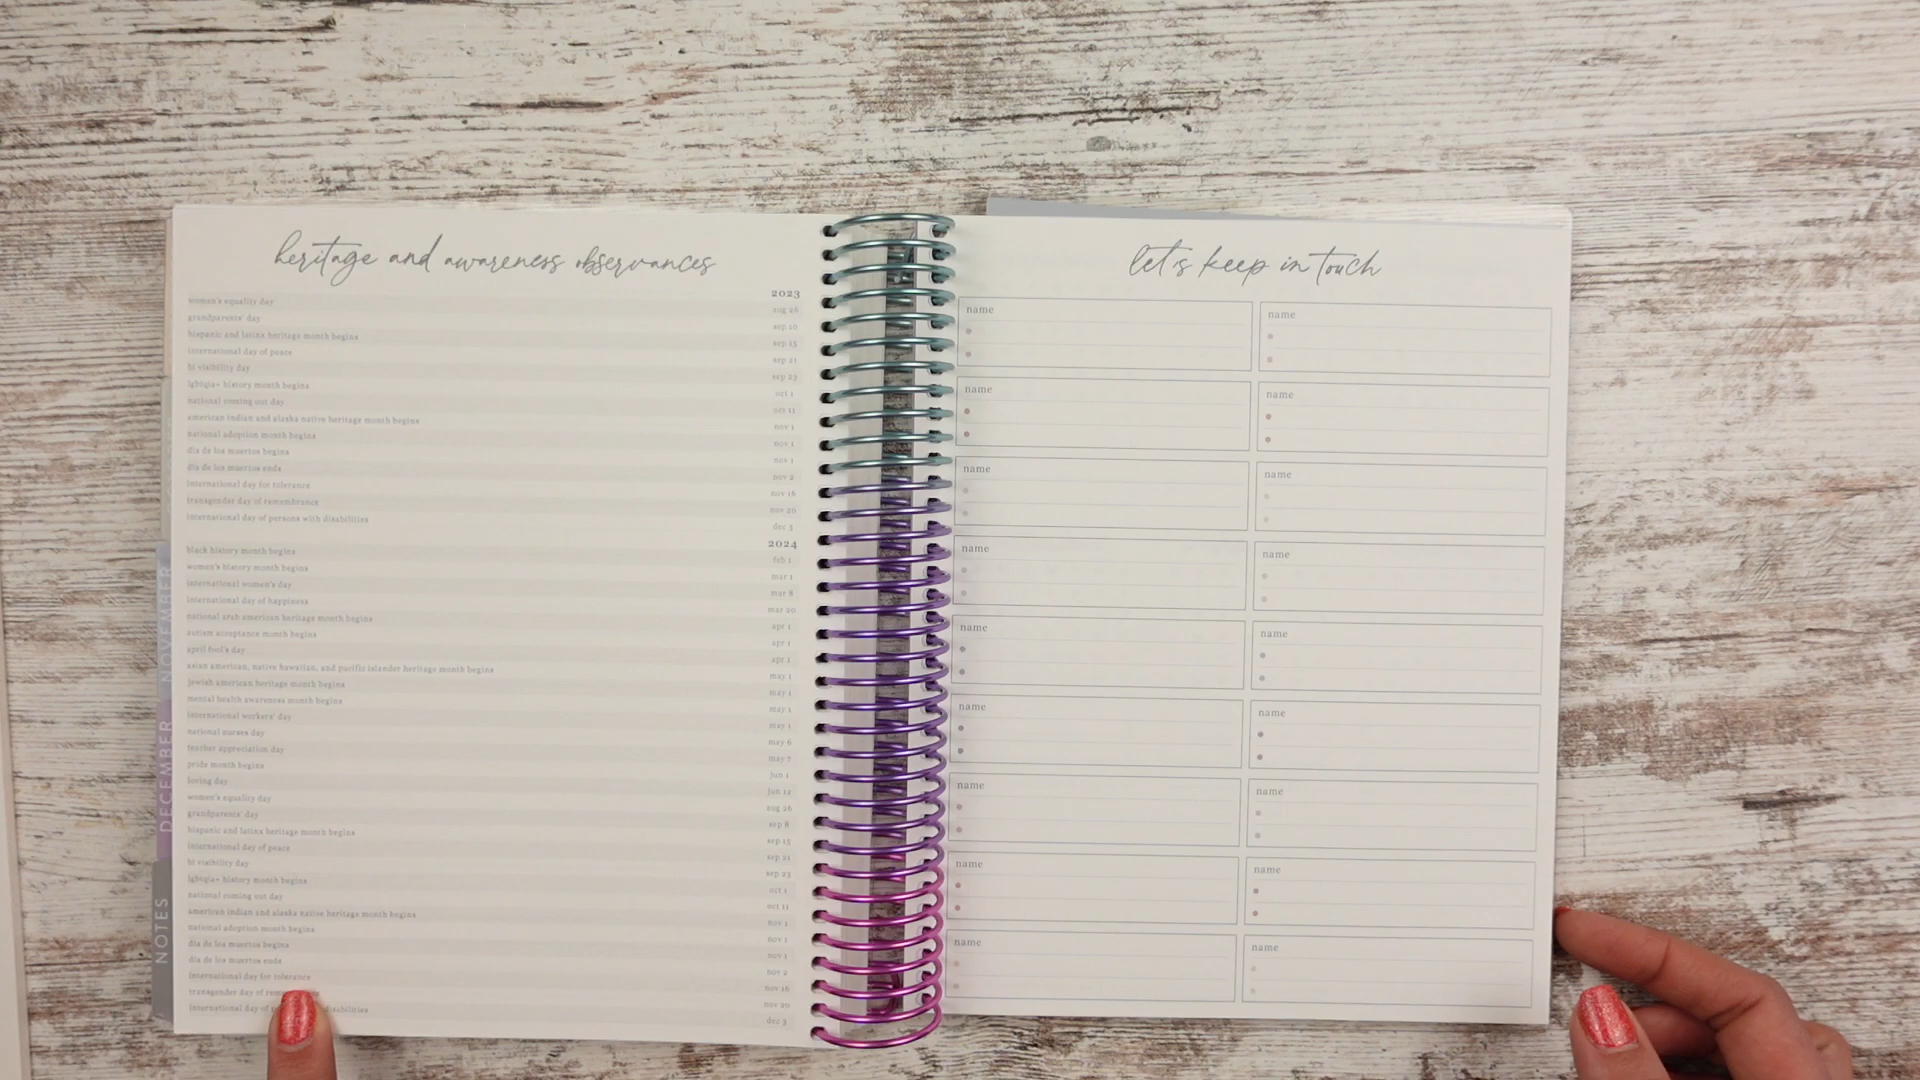 heritage and awareness observances
2023
women's equality day aug 26
grandparents' day sep 10
hispanic and latinx heritage month begins sep 15
international day of peace sep 21
bi visibility day sep 23
lgbtqia+ history month begins oct 1
national coming out day oct 11
american indian and alaska native heritage month begins nov 1
national adoption month begins nov 1
día de los muertos begins nov 1
día de los muertos ends nov 2
international day for tolerance nov 16
transgender day of remembrance nov 20
international day of persons with disabilities dec 3
2024
black history month begins feb 1
women's history month begins mar 1
international women's day mar 8
international day of happiness mar 20
national arab american heritage month begins apr 1
autism acceptance month begins apr 1
april fool's day apr 1
asian american, native hawaiian, and pacific islander heritage month begins may 1
jewish american heritage month begins may 1
mental health awareness month begins may 1
international workers' day may 1
national nurses day may 6
teacher appreciation day may 7
pride month begins jun 1
loving day jun 12
women's equality day aug 26
grandparents' day sep 8
hispanic and latinx heritage month begins sep 15
international day of peace sep 21
bi visibility day sep 23
lgbtqia+ history month begins oct 1
national coming out day oct 11
american indian and alaska native heritage month begins nov 1
national adoption month begins nov 1
día de los muertos begins nov 1
día de los muertos ends nov 2
international day for tolerance nov 16
transgender day of nov 20
international day of disabilities dec 3
NOVEMBER
DECEMBER
NOTES
let's keep in touch
name name
name name
name name
name name
name name
name name
name name
name name
name name